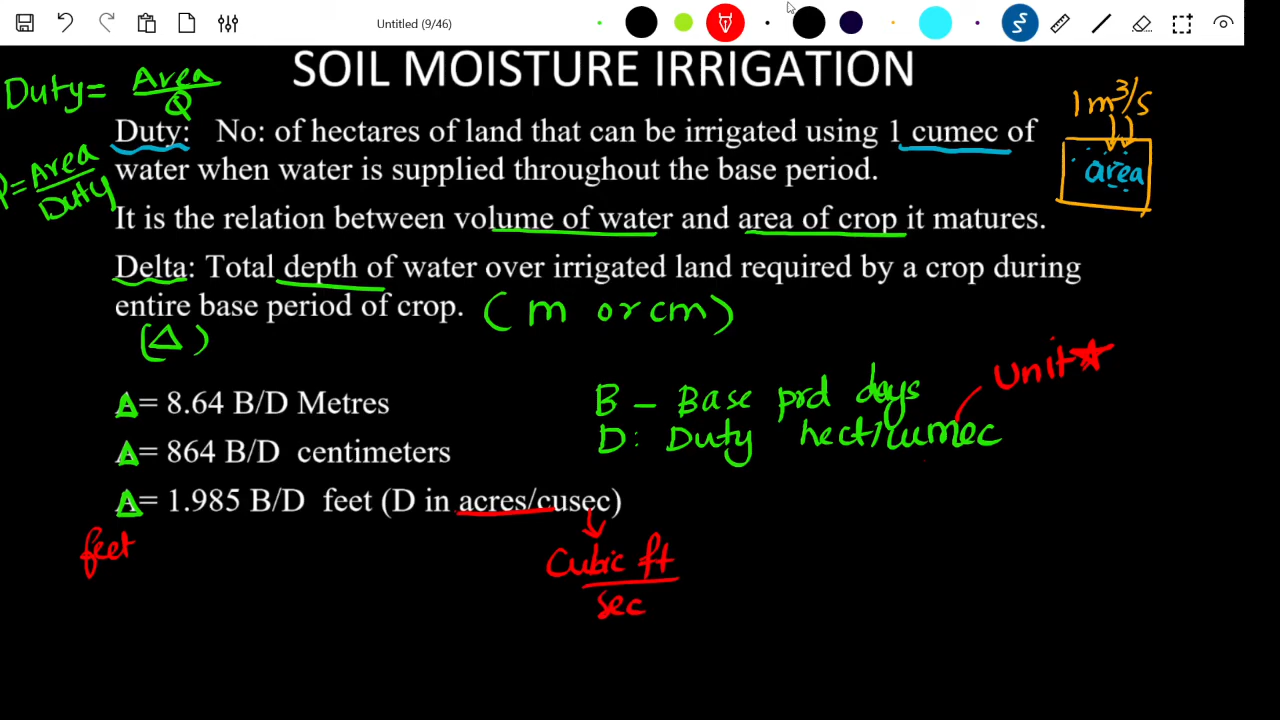 Untitled (9/46)
SOIL MOISTURE IRRIGATION
Duty= Area/Q
1m³/s
Duty: No: of hectares of land that can be irrigated using 1 cumec of
water when water is supplied throughout the base period.
area
=Area/Duty
It is the relation between volume of water and area of crop it matures.
Delta: Total depth of water over irrigated land required by a crop during
entire base period of crop. (m or cm)
(Δ)
Unit
Δ= 8.64 B/D Metres
B - Base prd days
D: Duty hect/cumec
Δ= 864 B/D centimeters
Δ= 1.985 B/D feet (D in acres/cusec)
feet
Cubic ft
sec